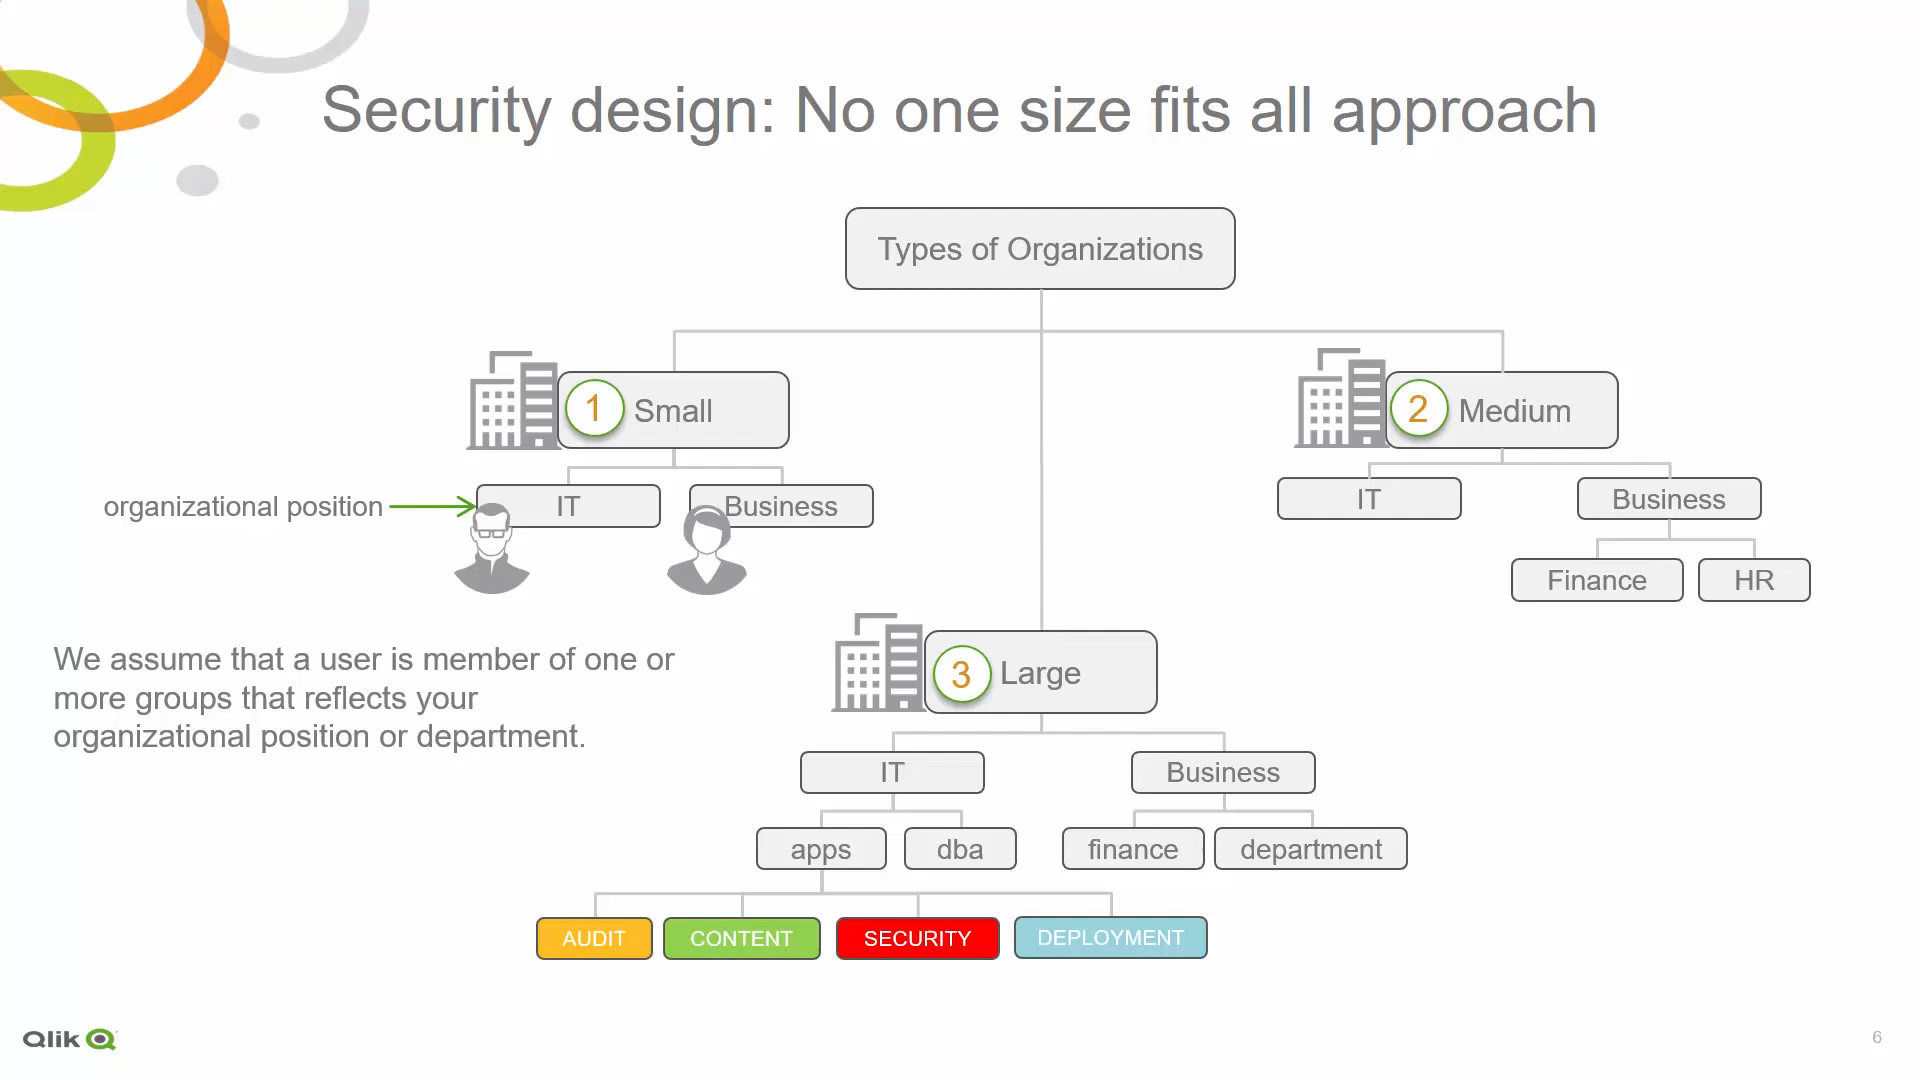 Security design: No one size fits all approach
Types of Organizations
1 Small
2 Medium
organizational position
IT
Business
IT
Business
Finance
HR
We assume that a user is member of one or
more groups that reflects your
organizational position or department.
3 Large
IT
Business
apps
dba
finance
department
AUDIT
CONTENT
SECURITY
DEPLOYMENT
Qlik
6